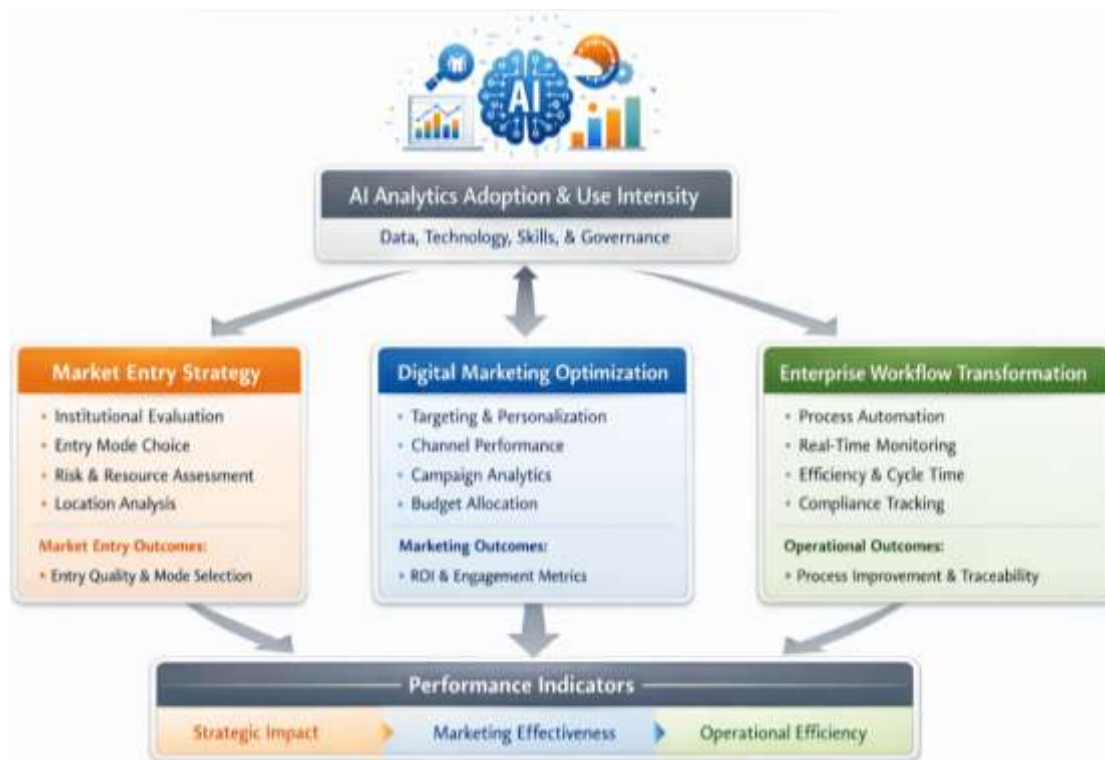 AI
AI Analytics Adoption & Use Intensity
Data, Technology, Skills, & Governance
Market Entry Strategy
• Institutional Evaluation
• Entry Mode Choice
• Risk & Resource Assessment
• Location Analysis
Market Entry Outcomes:
• Entry Quality & Mode Selection
Digital Marketing Optimization
• Targeting & Personalization
• Channel Performance
• Campaign Analytics
• Budget Allocation
Marketing Outcomes:
• ROI & Engagement Metrics
Enterprise Workflow Transformation
• Process Automation
• Real-Time Monitoring
• Efficiency & Cycle Time
• Compliance Tracking
Operational Outcomes:
• Process Improvement & Traceability
Performance Indicators
Strategic Impact
Marketing Effectiveness
Operational Efficiency